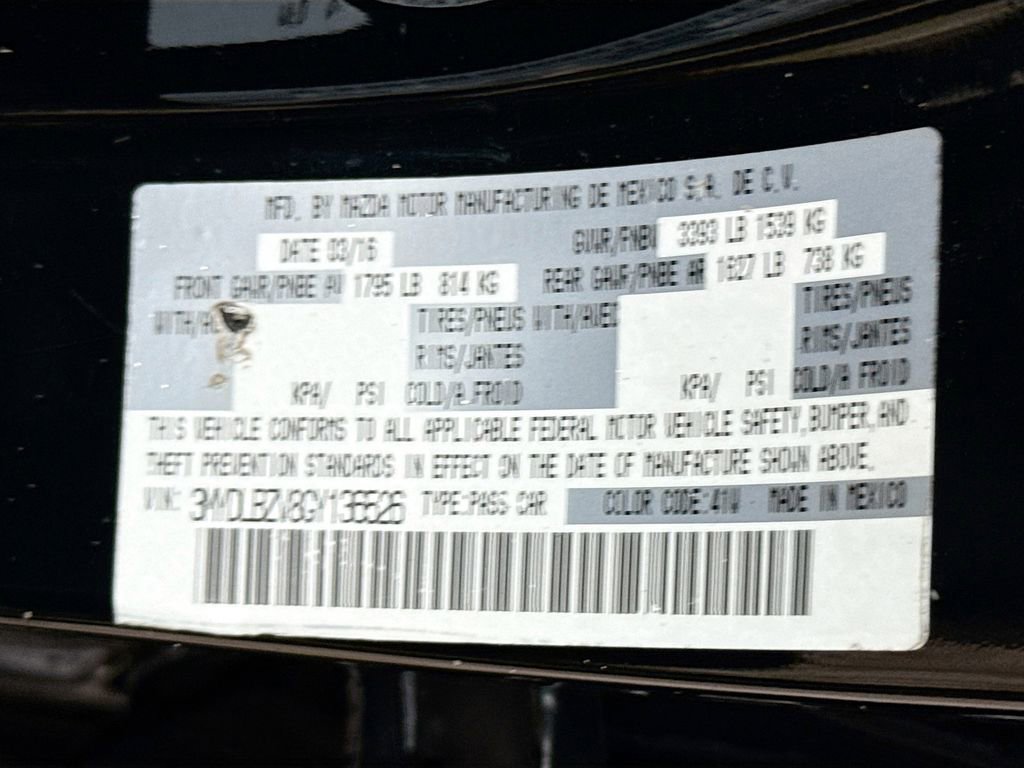 MFD. BY MAZDA MOTOR MANUFACTURING DE MEXICO S.A. DE C.V.
DATE 03/16 GVWR/PNBV 3393 LB 1539 KG
FRONT GAWR/PNBE AV 1795 LB 814 KG REAR GAWR/PNBE AR 1627 LB 738 KG
WITH/AVEC TIRES/PNEUS WITH/AVEC TIRES/PNEUS
RIMS/JANTES RIMS/JANTES
KPA/ PSI COLD/A FROID KPA/ PSI COLD/A FROID
THIS VEHICLE CONFORMS TO ALL APPLICABLE FEDERAL MOTOR VEHICLE SAFETY, BUMPER, AND
THEFT PREVENTION STANDARDS IN EFFECT ON THE DATE OF MANUFACTURE SHOWN ABOVE.
VIN: TYPE:PASS CAR COLOR CODE:41W MADE IN MEXICO